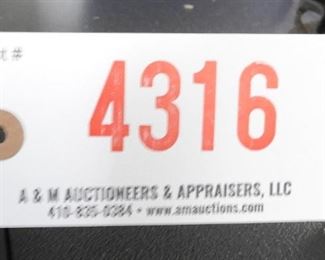 #
4316
A & M AUCTIONEERS & APPRAISERS, LLC
410-835-0384 • www.amauctions.com